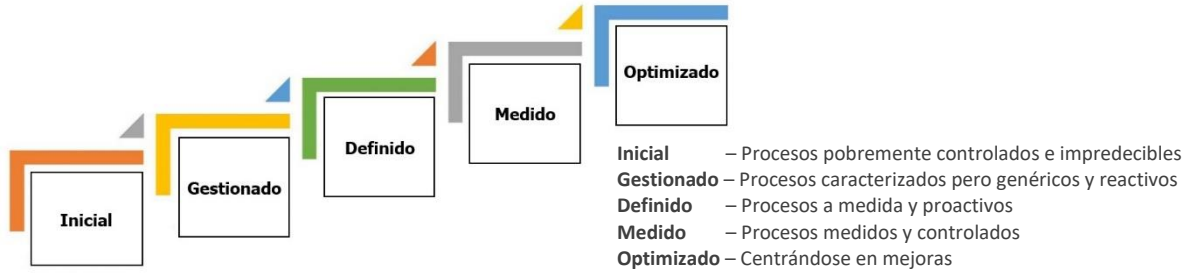 Inicial
Gestionado
Definido
Medido
Optimizado
Inicial – Procesos pobremente controlados e impredecibles
Gestionado – Procesos caracterizados pero genéricos y reactivos
Definido – Procesos a medida y proactivos
Medido – Procesos medidos y controlados
Optimizado – Centrándose en mejoras